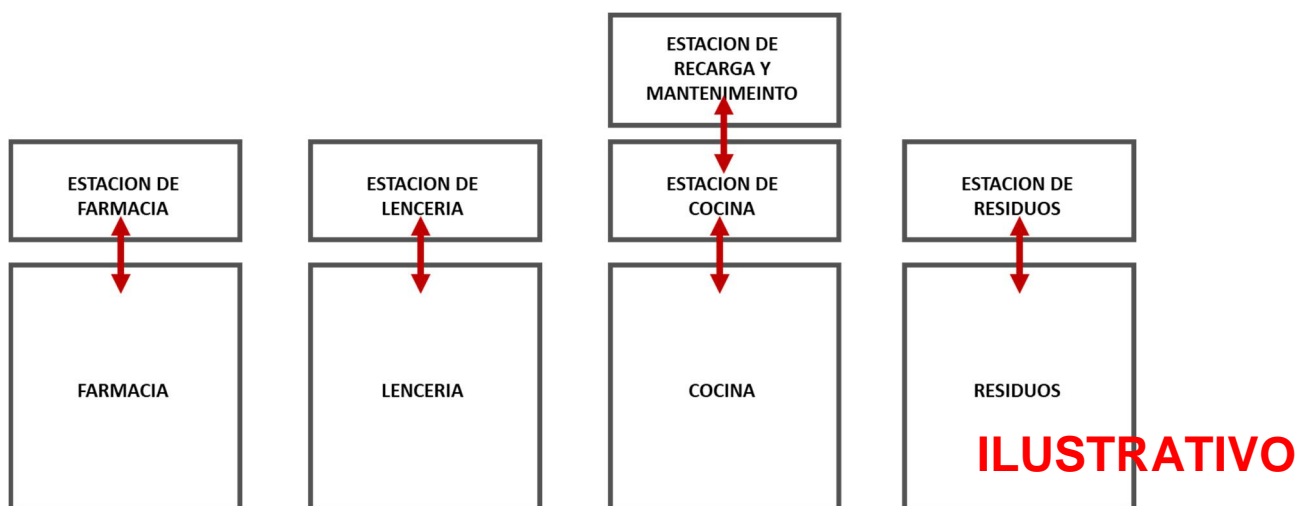 ESTACION DE
RECARGA Y
MANTENIMEINTO
ESTACION DE
FARMACIA
ESTACION DE
LENCERIA
ESTACION DE
COCINA
ESTACION DE
RESIDUOS
FARMACIA
LENCERIA
COCINA
RESIDUOS
ILUSTRATIVO